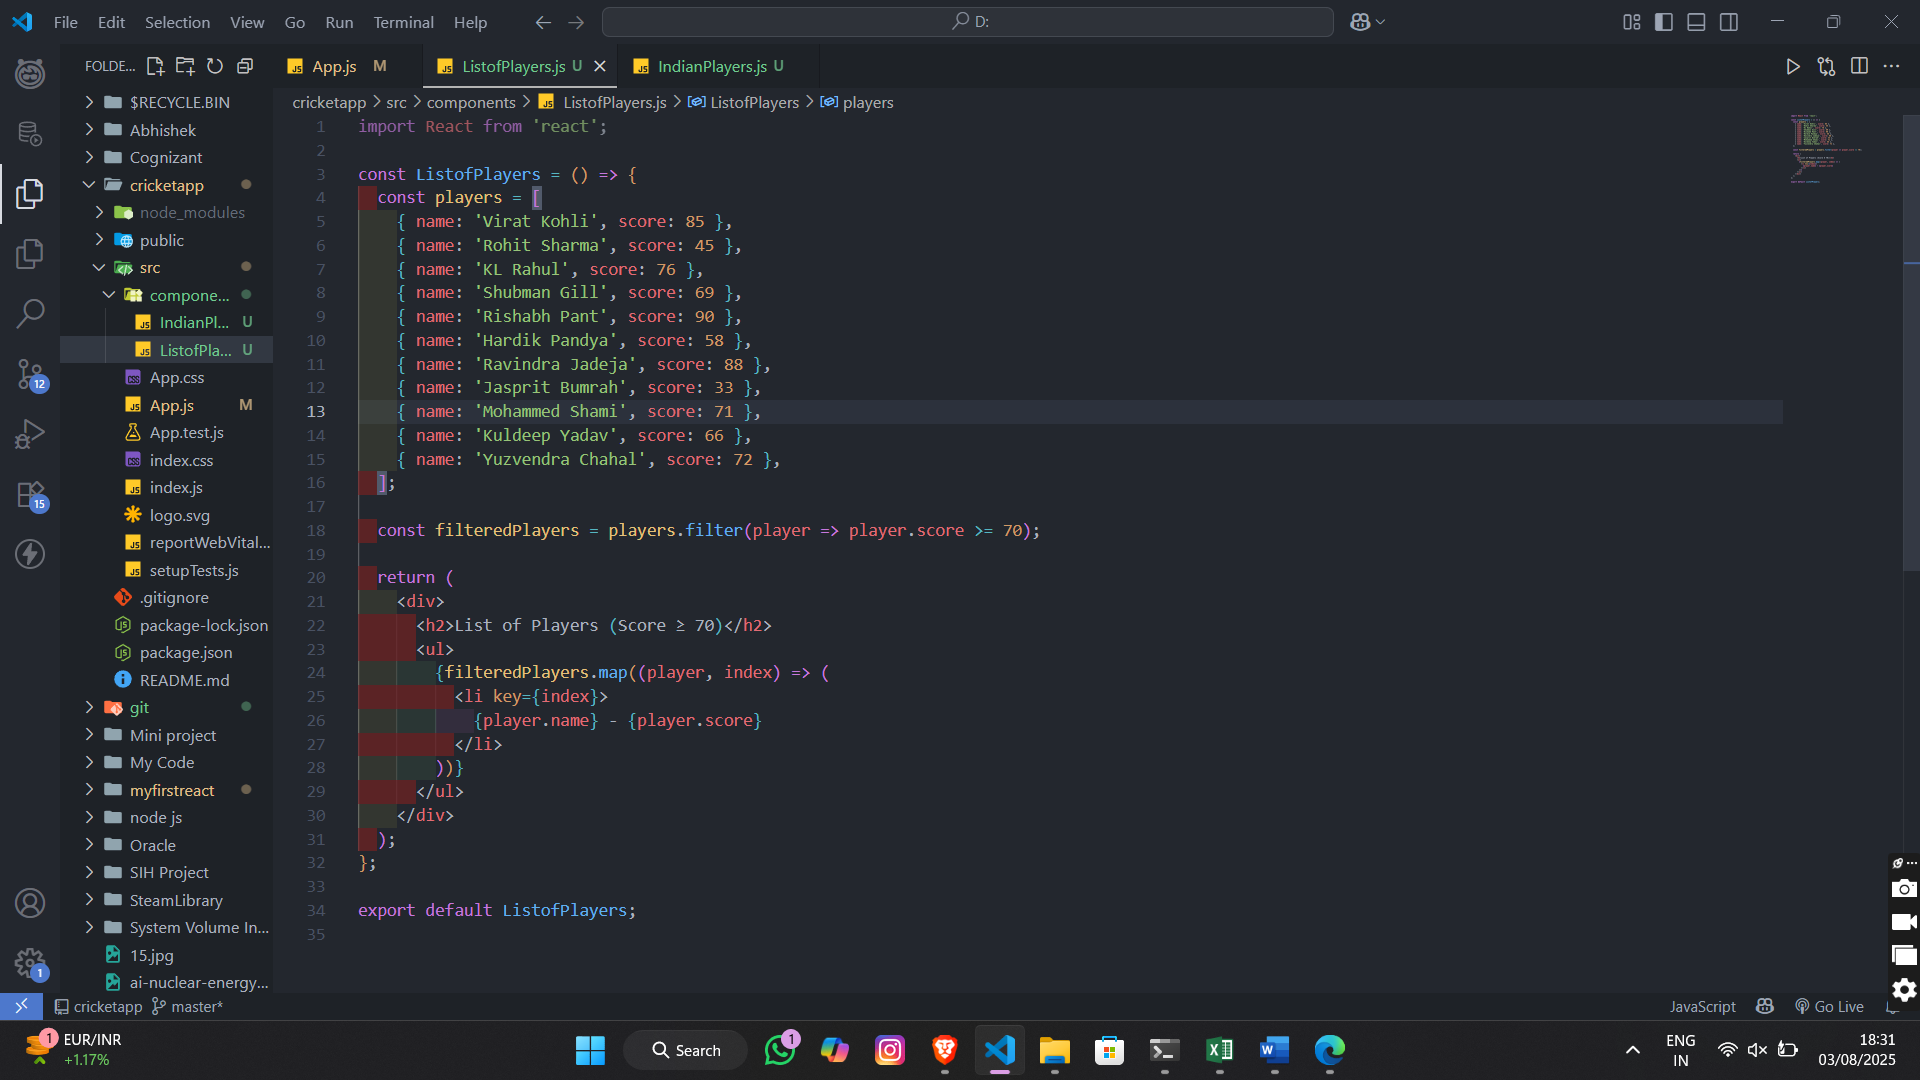 File Edit Selection View Go Run Terminal Help
D:
FOLDE...
App.js M
ListofPlayers.js U
IndianPlayers.js U
cricketapp > src > components > ListofPlayers.js > ListofPlayers > players
$RECYCLE.BIN
Abhishek
Cognizant
cricketapp
node_modules
public
src
compone...
IndianPl... U
ListofPla... U
App.css
App.js M
App.test.js
index.css
index.js
logo.svg
reportWebVital...
setupTests.js
.gitignore
package-lock.json
package.json
README.md
git
Mini project
My Code
myfirstreact
node js
Oracle
SIH Project
SteamLibrary
System Volume In...
15.jpg
ai-nuclear-energy...
12
15
1
1 import React from 'react';
2
3 const ListofPlayers = () => {
4 const players = [
5 { name: 'Virat Kohli', score: 85 },
6 { name: 'Rohit Sharma', score: 45 },
7 { name: 'KL Rahul', score: 76 },
8 { name: 'Shubman Gill', score: 69 },
9 { name: 'Rishabh Pant', score: 90 },
10 { name: 'Hardik Pandya', score: 58 },
11 { name: 'Ravindra Jadeja', score: 88 },
12 { name: 'Jasprit Bumrah', score: 33 },
13 { name: 'Mohammed Shami', score: 71 },
14 { name: 'Kuldeep Yadav', score: 66 },
15 { name: 'Yuzvendra Chahal', score: 72 },
16 ];
17
18 const filteredPlayers = players.filter(player => player.score >= 70);
19
20 return (
21 <div>
22 <h2>List of Players (Score ≥ 70)</h2>
23 <ul>
24 {filteredPlayers.map((player, index) => (
25 <li key={index}>
26 {player.name} - {player.score}
27 </li>
28 ))}
29 </ul>
30 </div>
31 );
32 };
33
34 export default ListofPlayers;
35
cricketapp master*
JavaScript Go Live
1 EUR/INR
+1.17%
Search
1
ENG
IN
18:31
03/08/2025